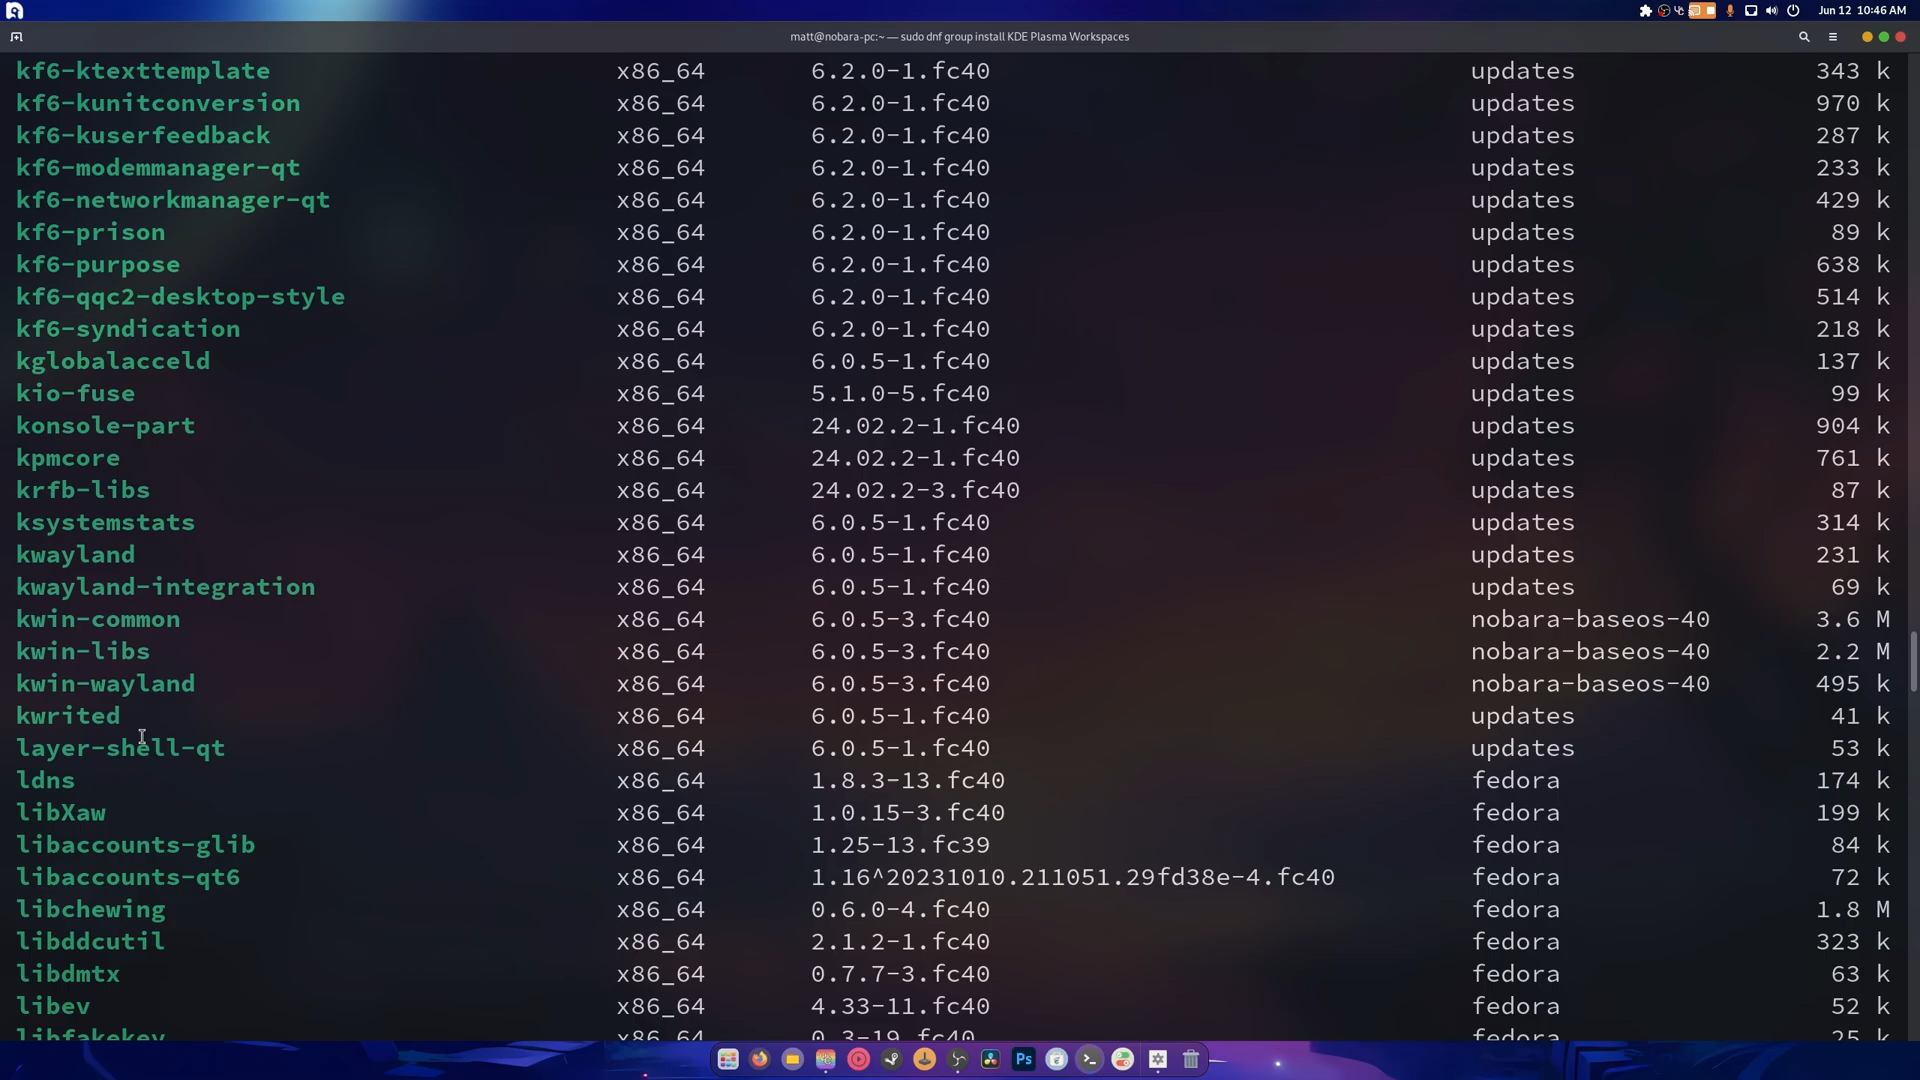 Jun 12 10:46 AM
matt@nobara-pc:~ — sudo dnf group install KDE Plasma Workspaces
kf6-ktexttemplate x86_64 6.2.0-1.fc40 updates 343 k
kf6-kunitconversion x86_64 6.2.0-1.fc40 updates 970 k
kf6-kuserfeedback x86_64 6.2.0-1.fc40 updates 287 k
kf6-modemmanager-qt x86_64 6.2.0-1.fc40 updates 233 k
kf6-networkmanager-qt x86_64 6.2.0-1.fc40 updates 429 k
kf6-prison x86_64 6.2.0-1.fc40 updates 89 k
kf6-purpose x86_64 6.2.0-1.fc40 updates 638 k
kf6-qqc2-desktop-style x86_64 6.2.0-1.fc40 updates 514 k
kf6-syndication x86_64 6.2.0-1.fc40 updates 218 k
kglobalacceld x86_64 6.0.5-1.fc40 updates 137 k
kio-fuse x86_64 5.1.0-5.fc40 updates 99 k
konsole-part x86_64 24.02.2-1.fc40 updates 904 k
kpmcore x86_64 24.02.2-1.fc40 updates 761 k
krfb-libs x86_64 24.02.2-3.fc40 updates 87 k
ksystemstats x86_64 6.0.5-1.fc40 updates 314 k
kwayland x86_64 6.0.5-1.fc40 updates 231 k
kwayland-integration x86_64 6.0.5-1.fc40 updates 69 k
kwin-common x86_64 6.0.5-3.fc40 nobara-baseos-40 3.6 M
kwin-libs x86_64 6.0.5-3.fc40 nobara-baseos-40 2.2 M
kwin-wayland x86_64 6.0.5-3.fc40 nobara-baseos-40 495 k
kwrited x86_64 6.0.5-1.fc40 updates 41 k
layer-shell-qt x86_64 6.0.5-1.fc40 updates 53 k
ldns x86_64 1.8.3-13.fc40 fedora 174 k
libXaw x86_64 1.0.15-3.fc40 fedora 199 k
libaccounts-glib x86_64 1.25-13.fc39 fedora 84 k
libaccounts-qt6 x86_64 1.16^20231010.211051.29fd38e-4.fc40 fedora 72 k
libchewing x86_64 0.6.0-4.fc40 fedora 1.8 M
libddcutil x86_64 2.1.2-1.fc40 fedora 323 k
libdmtx x86_64 0.7.7-3.fc40 fedora 63 k
libev x86_64 4.33-11.fc40 fedora 52 k
libfakekey x86_64 0.3-19.fc40 fedora 25 k
Ps